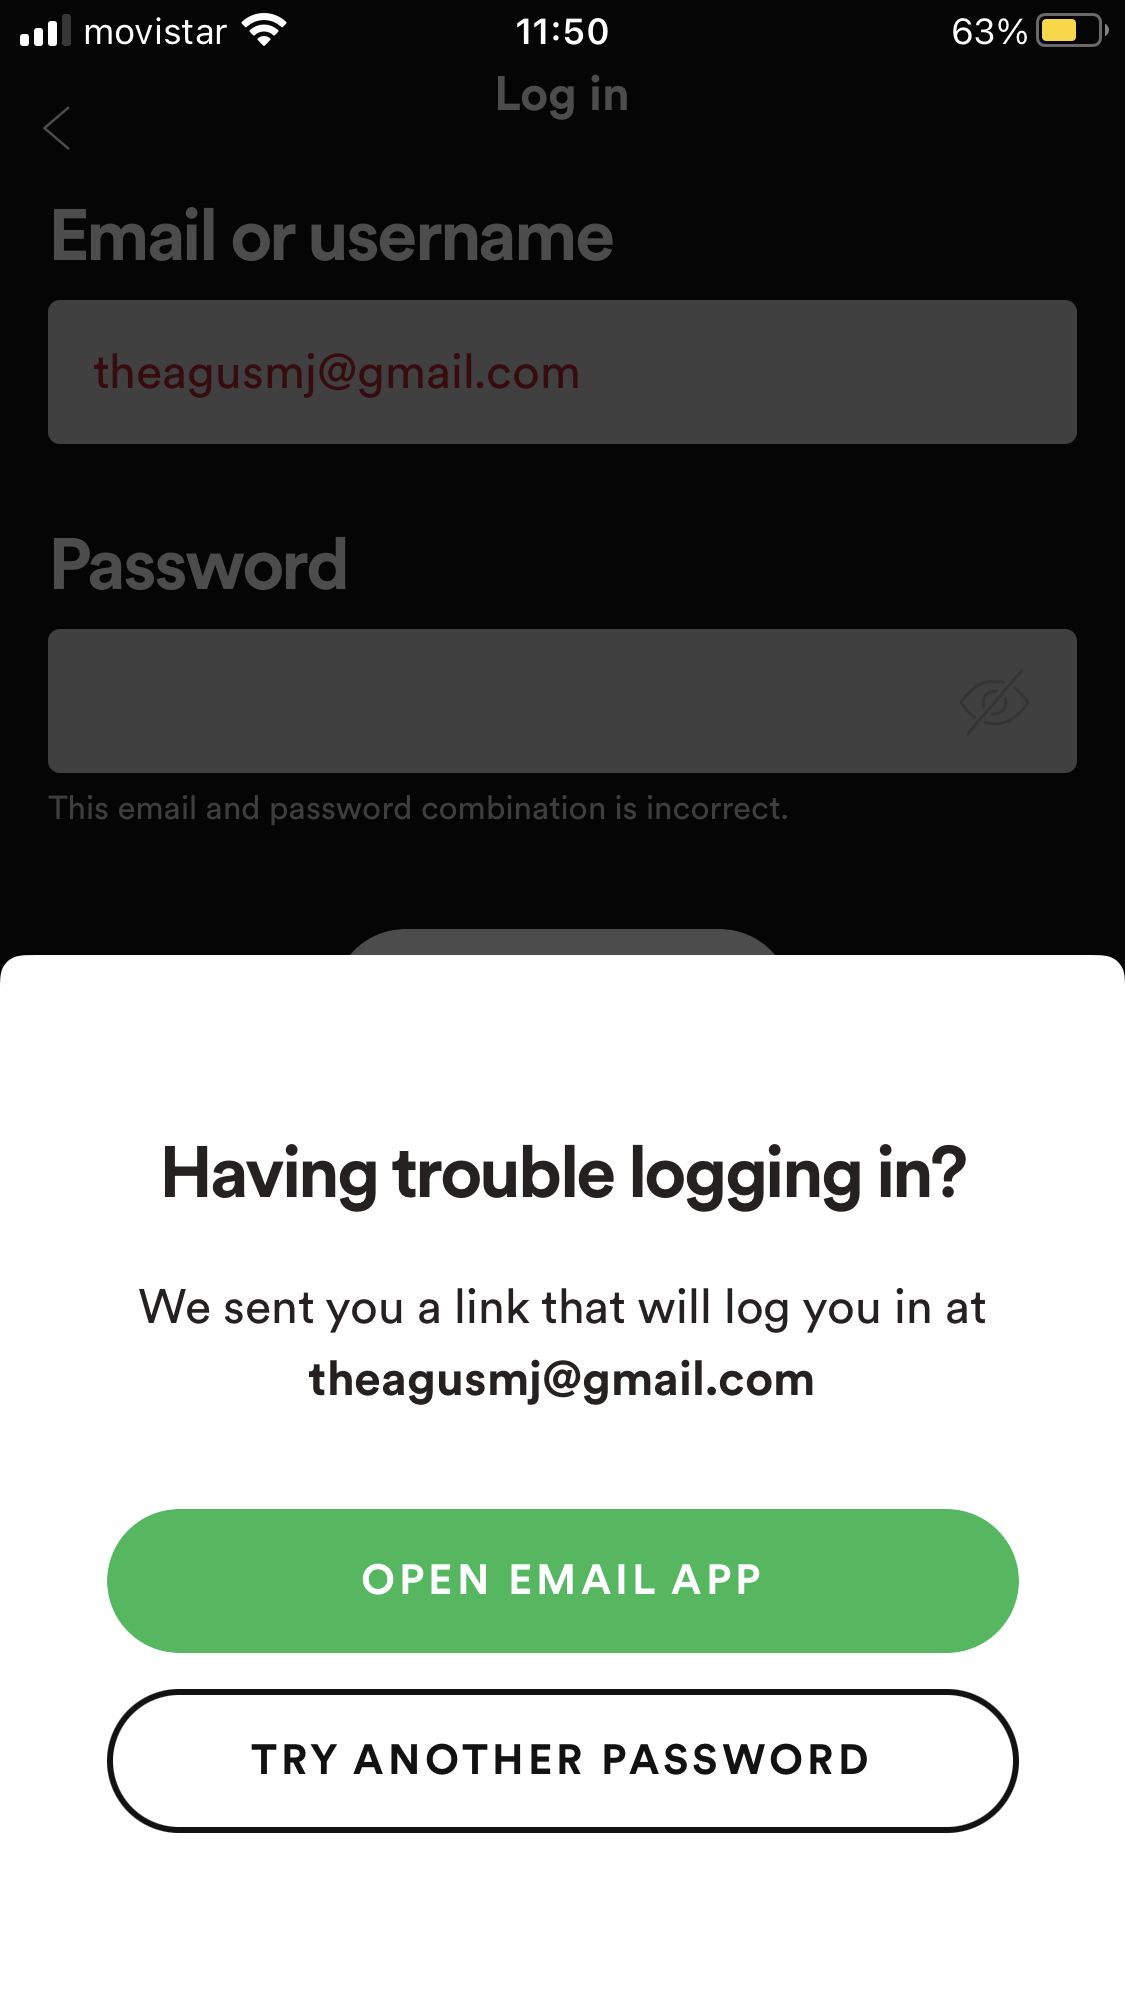 movistar 11:50 63%
Log in
Email or username
theagusmj@gmail.com
Password
This email and password combination is incorrect.
Having trouble logging in?
We sent you a link that will log you in at
theagusmj@gmail.com
OPEN EMAIL APP
TRY ANOTHER PASSWORD